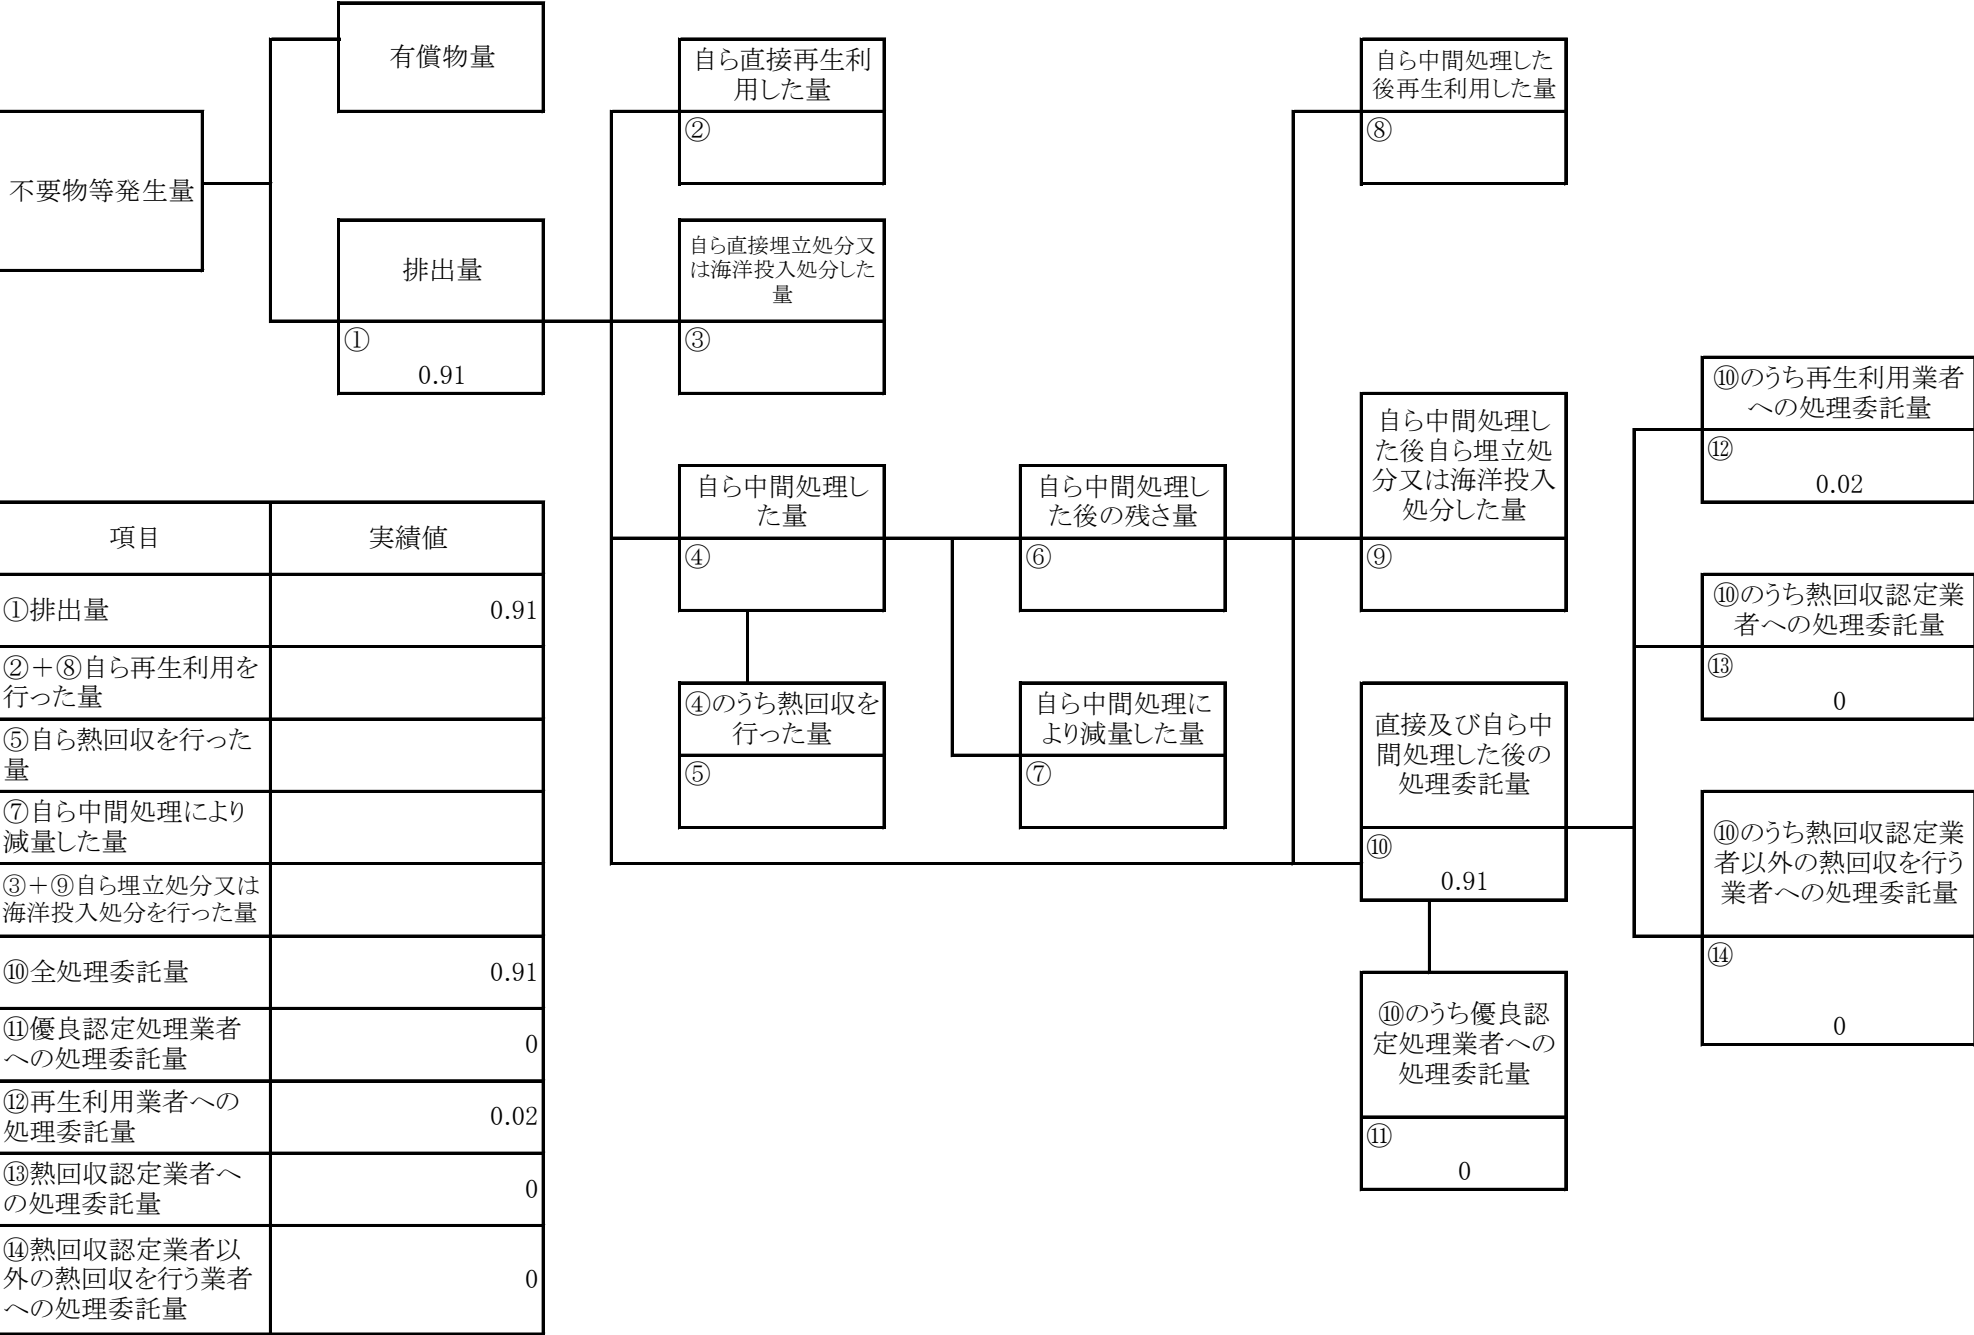 有償物量
不要物等発生量
排出量
①
0.91
自ら直接再生利
用した量
②
自ら直接埋立処分又
は海洋投入処分した
量
③
自ら中間処理し
た量
④
④のうち熱回収を
行った量
⑤
自ら中間処理し
た後の残さ量
⑥
自ら中間処理に
より減量した量
⑦
自ら中間処理した
後再生利用した量
⑧
自ら中間処理し
た後自ら埋立処
分又は海洋投入
処分した量
⑨
直接及び自ら中
間処理した後の
処理委託量
⑩
0.91
⑩のうち優良認
定処理業者への
処理委託量
⑪
0
⑩のうち再生利用業者
への処理委託量
⑫
0.02
⑩のうち熱回収認定業
者への処理委託量
⑬
0
⑩のうち熱回収認定業
者以外の熱回収を行う
業者への処理委託量
⑭
0
項目 実績値
①排出量 0.91
②＋⑧自ら再生利用を
行った量
⑤自ら熱回収を行った
量
⑦自ら中間処理により
減量した量
③＋⑨自ら埋立処分又は
海洋投入処分を行った量
⑩全処理委託量 0.91
⑪優良認定処理業者
への処理委託量 0
⑫再生利用業者への
処理委託量 0.02
⑬熱回収認定業者へ
の処理委託量 0
⑭熱回収認定業者以
外の熱回収を行う業者
への処理委託量 0